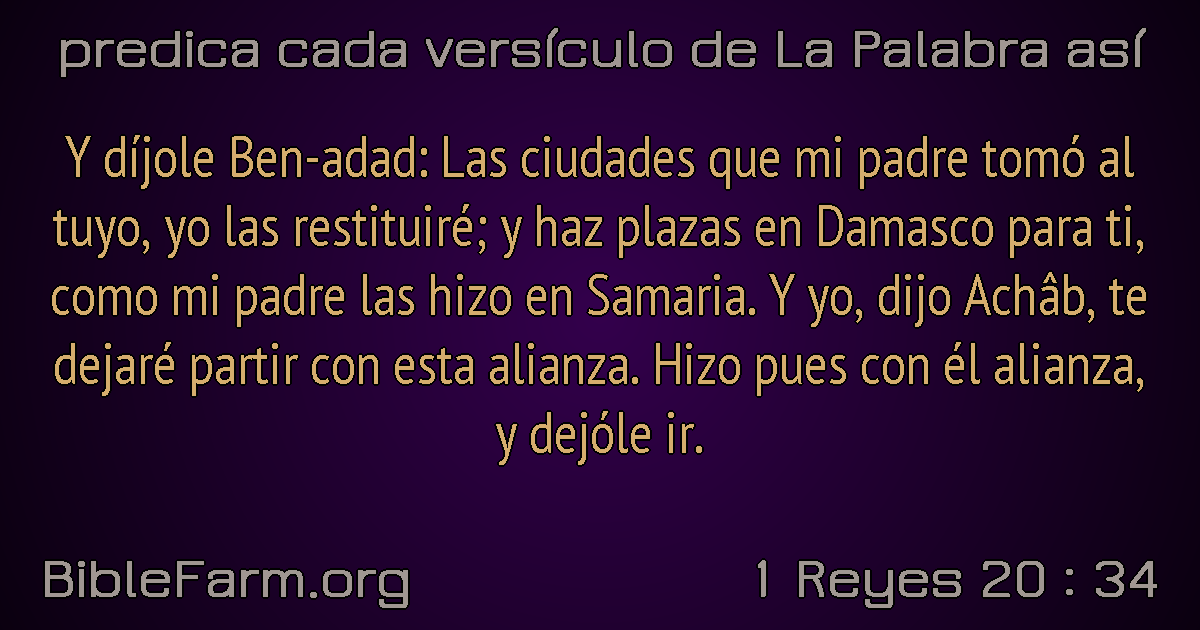 predica cada versículo de La Palabra así
Y díjole Ben-adad: Las ciudades que mi padre tomó al
tuyo, yo las restituiré; y haz plazas en Damasco para ti,
como mi padre las hizo en Samaria. Y yo, dijo Achâb, te
dejaré partir con esta alianza. Hizo pues con él alianza,
y dejóle ir.
BibleFarm.org
1 Reyes 20 : 34